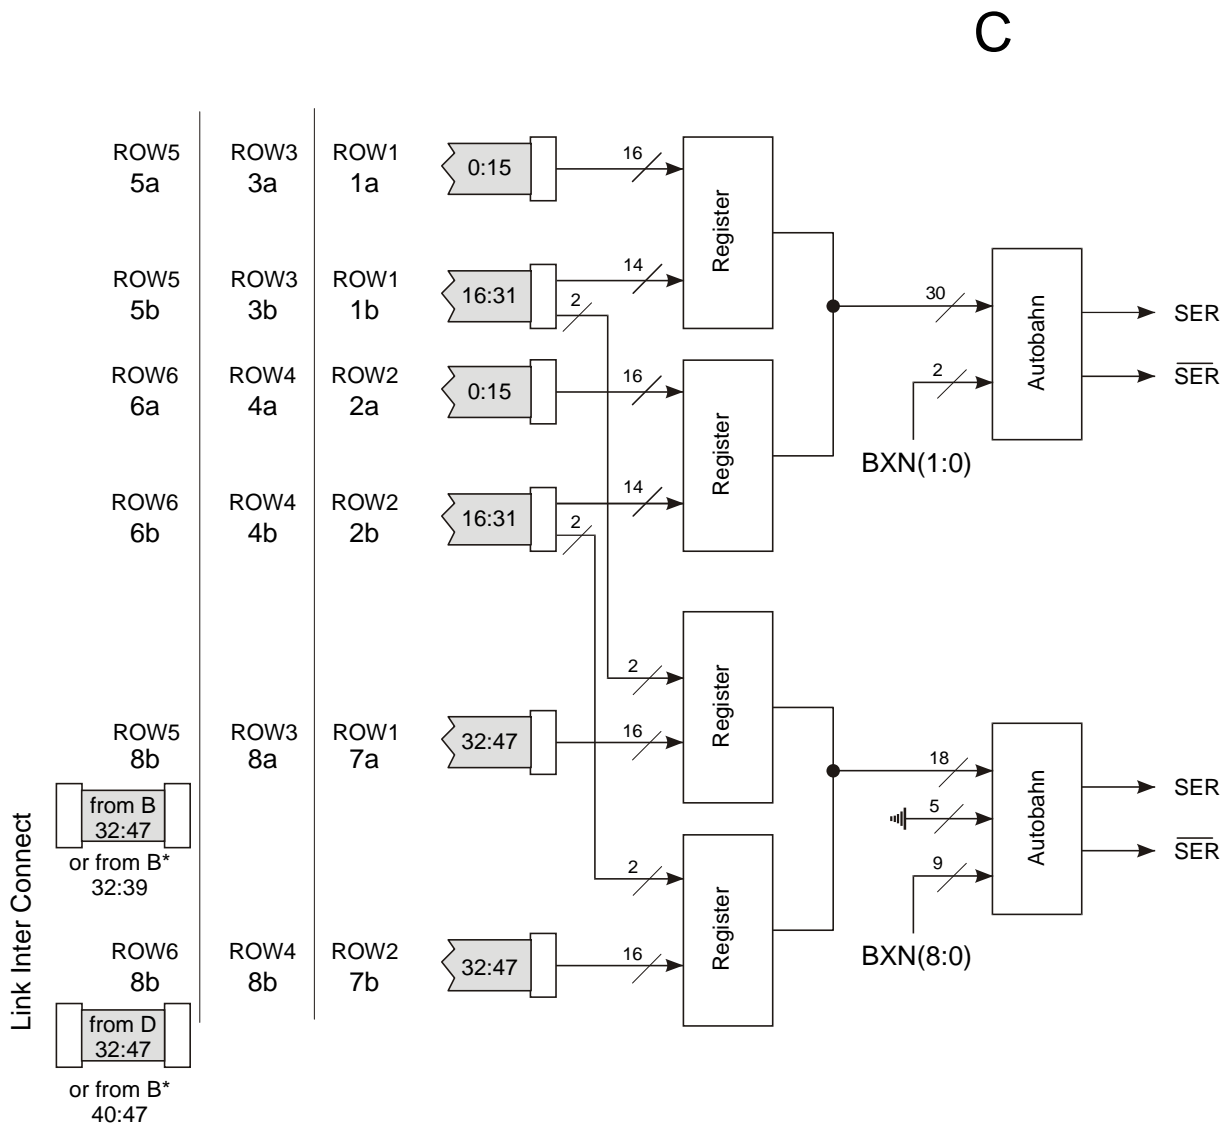 C
ROW5 ROW3 ROW1
5a 3a 1a
0:15
16
Register
ROW5 ROW3 ROW1
5b 3b 1b
16:31
14
2
30
Autobahn
SER
2
SER
BXN(1:0)
ROW6 ROW4 ROW2
6a 4a 2a
0:15
16
Register
ROW6 ROW4 ROW2
6b 4b 2b
16:31
14
2
2
Register
ROW5 ROW3 ROW1
8b 8a 7a
32:47
16
18
Autobahn
SER
5
SER
9
BXN(8:0)
Link Inter Connect
from B
32:47
or from B*
32:39
2
Register
ROW6 ROW4 ROW2
8b 8b 7b
32:47
16
from D
32:47
or from B*
40:47